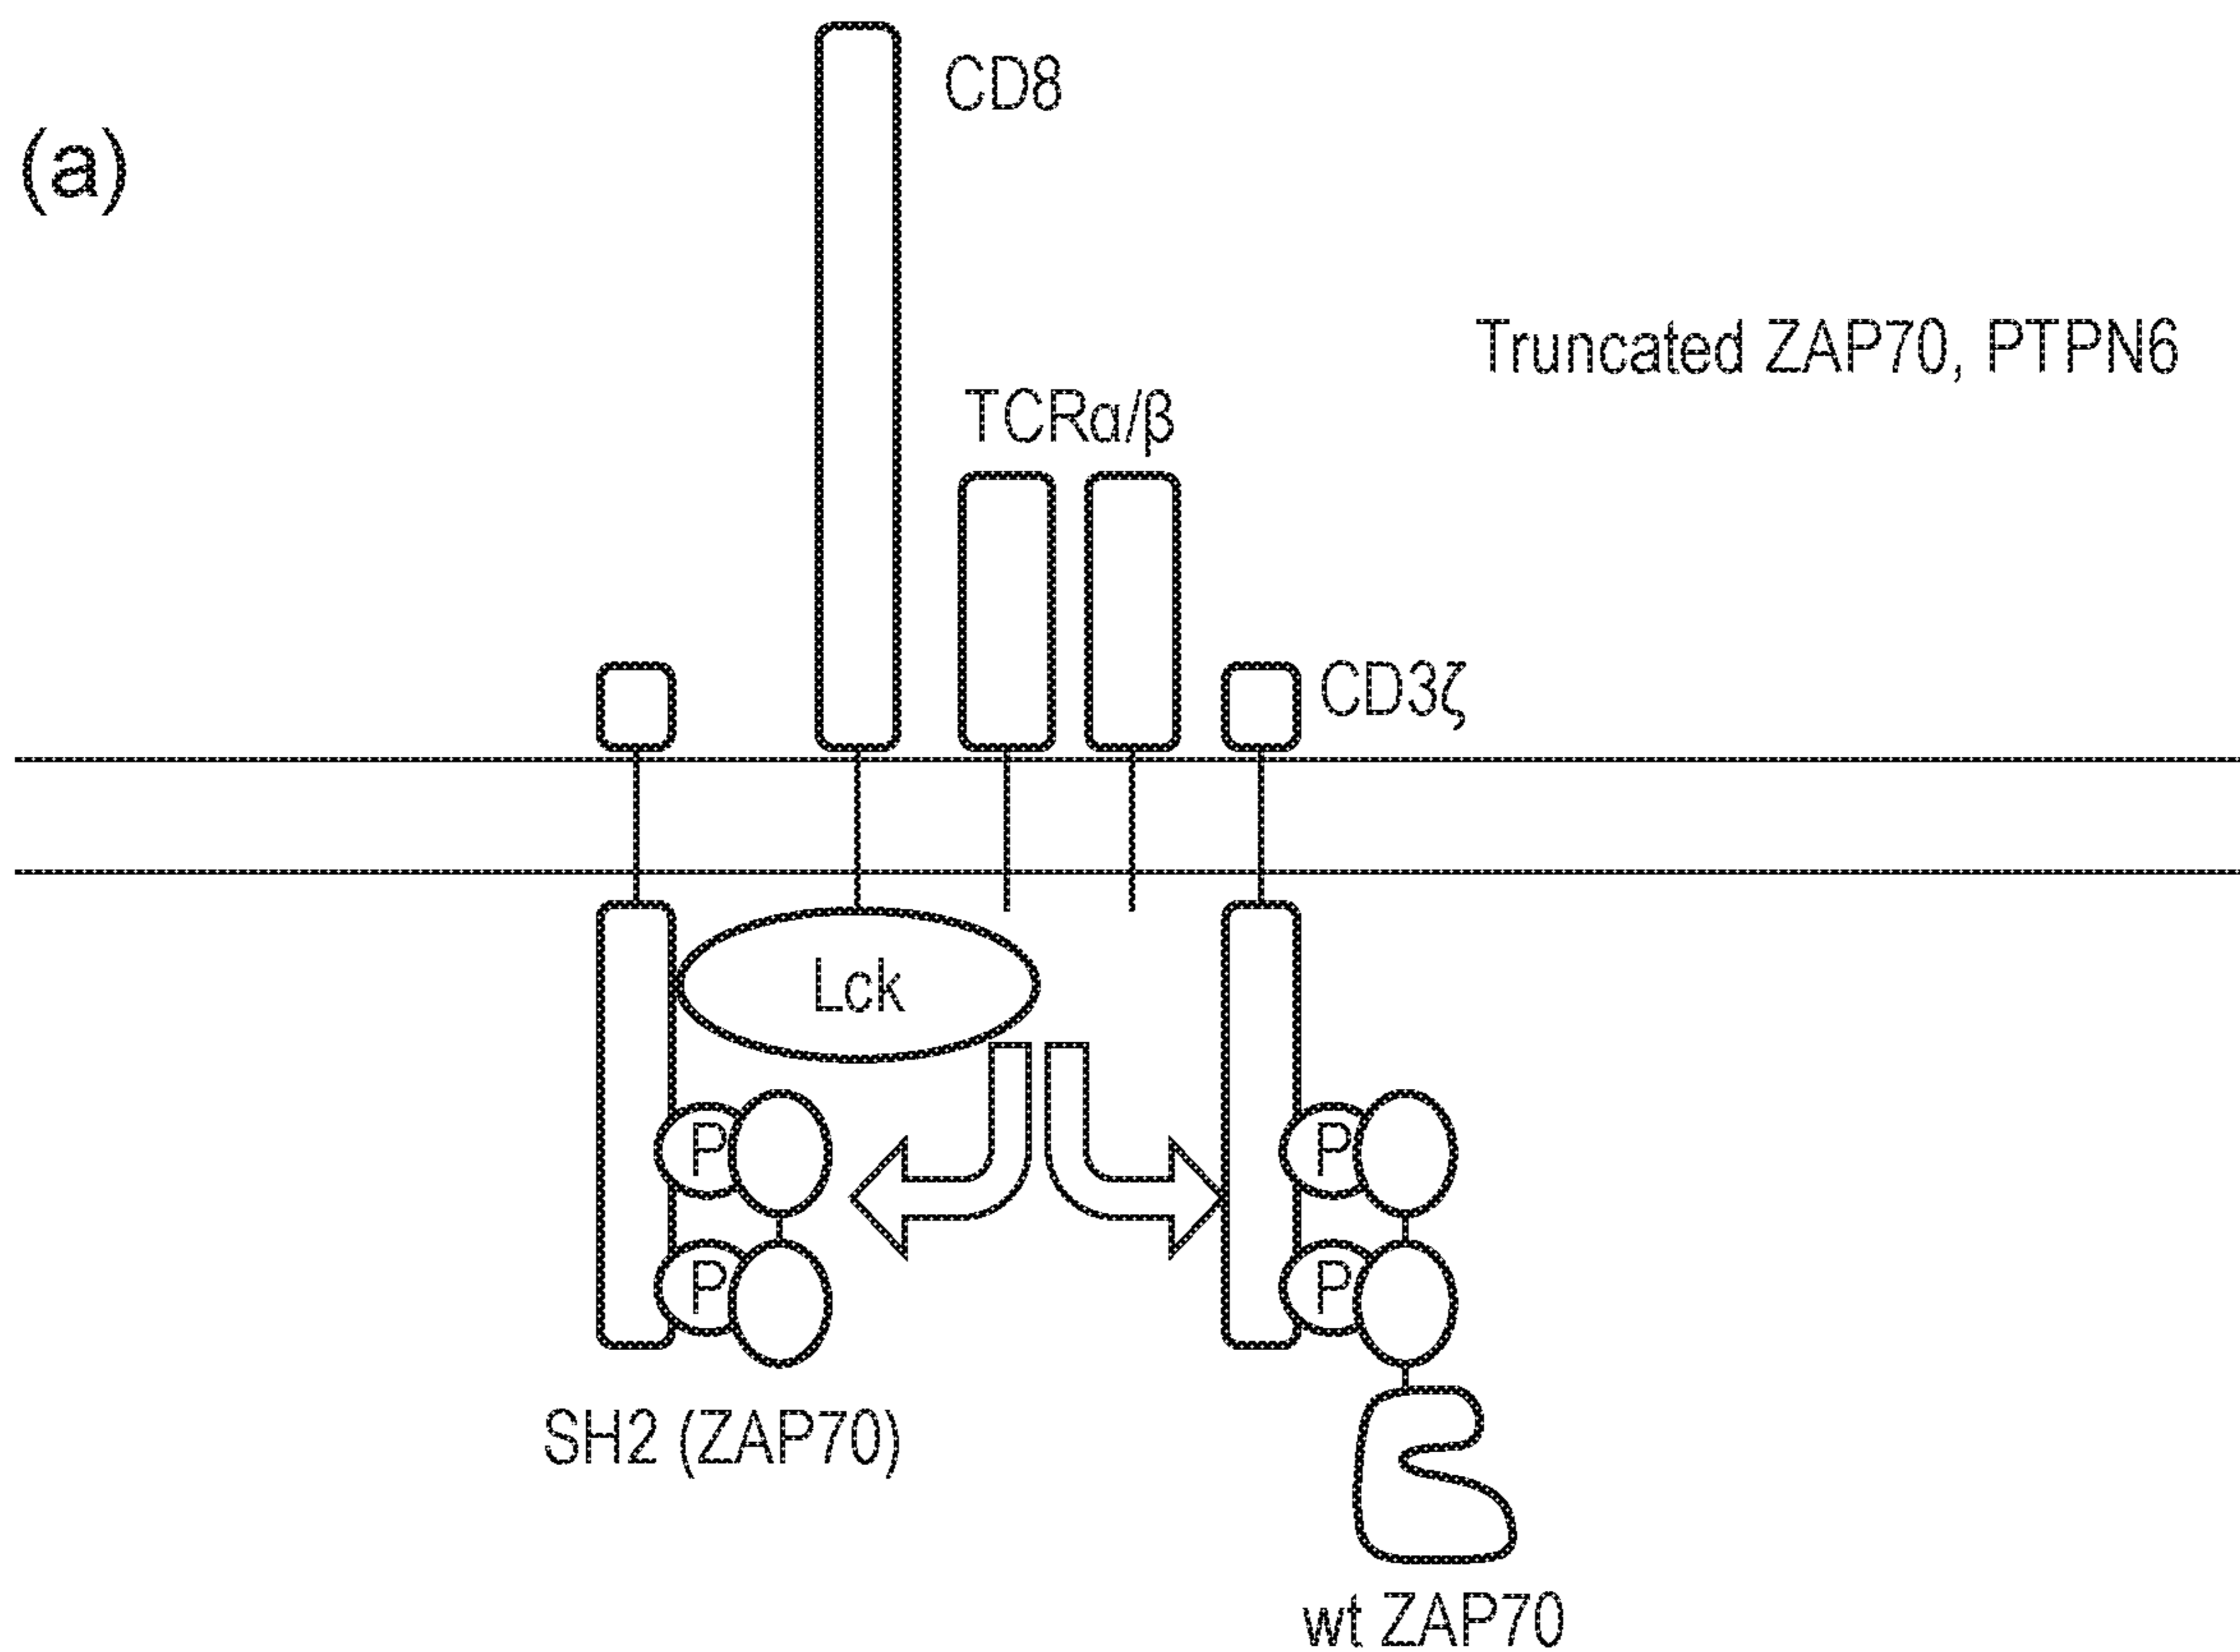 (a)
CD8
Truncated ZAP70, PTPN6
TCRα/β
CD3ζ
Lck
P
P
P
P
SH2 (ZAP70)
wt ZAP70